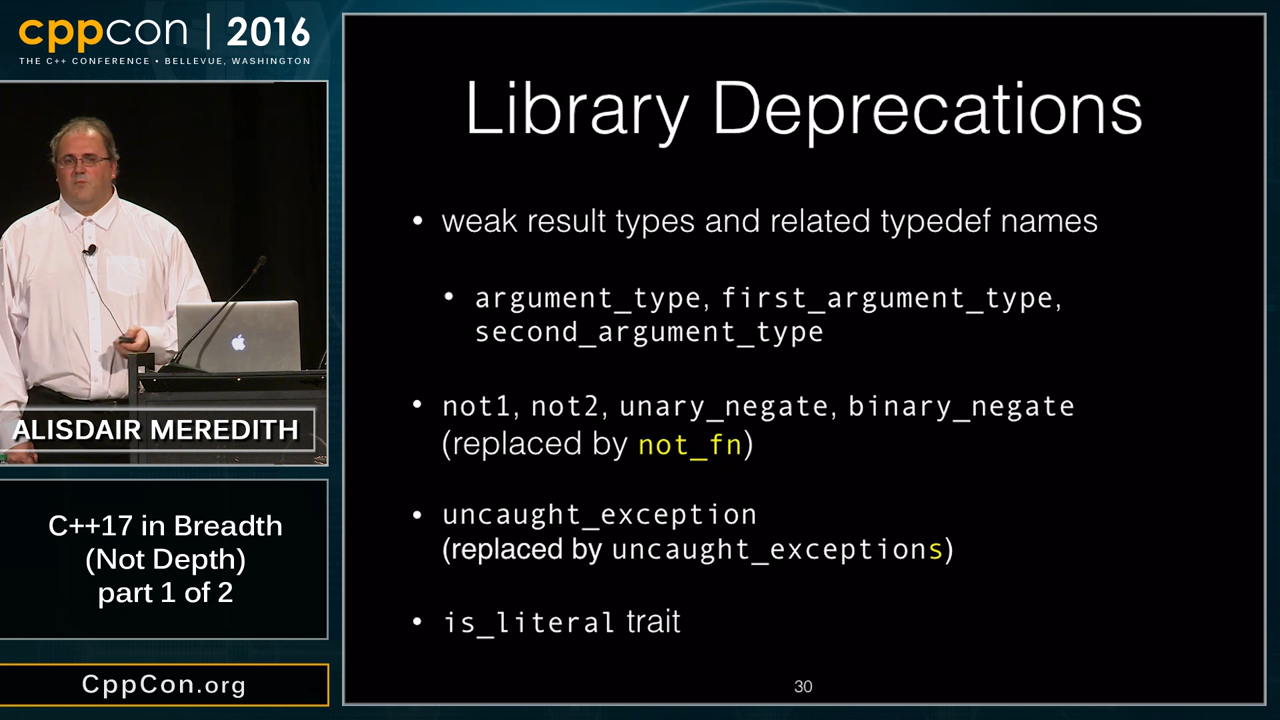 cppcon | 2016
THE C++ CONFERENCE • BELLEVUE, WASHINGTON
ALISDAIR MEREDITH
C++17 in Breadth
(Not Depth)
part 1 of 2
CppCon.org
Library Deprecations
• weak result types and related typedef names
• argument_type, first_argument_type,
second_argument_type
• not1, not2, unary_negate, binary_negate
(replaced by not_fn)
• uncaught_exception
(replaced by uncaught_exceptions)
• is_literal trait
30